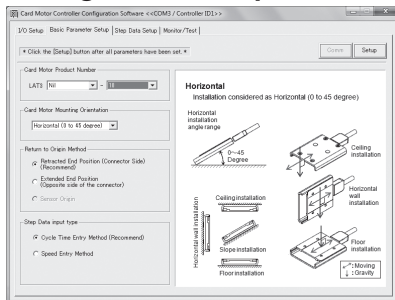 Card Motor Controller Configuration Software <<COM3 / Controller ID1>>
I/O Setup
Basic Parameter Setup
Step Data Setup
Monitor/Test
* Click the [Setup] button after all parameters have been set. *
Comm
Setup
Card Motor Product Number
LAT3
Nil
-
10
Card Motor Mounting Orientation
Horizontal (0 to 45 degree)
Return to Origin Method
Retracted End Position (Connector Side)
(Recommend)
Extended End Position
(Opposite side of the connector)
Sensor Origin
Step Data input type
Cycle Time Entry Method (Recommend)
Speed Entry Method
Horizontal
Installation considered as Horizontal (0 to 45 degree)
Horizontal
installation
angle range
0~45
Degree
Ceiling
installation
Horizontal
wall
installation
Floor
installation
Horizontal wall installation
Ceiling installation
Slope installation
Floor installation
:Moving
:Gravity